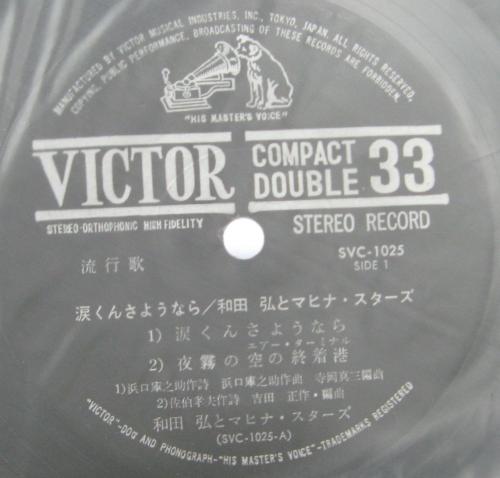 MANUFACTURED BY VICTOR MUSICAL INDUSTRIES, INC., TOKYO, JAPAN. ALL RIGHTS RESERVED.
COPYING, PUBLIC PERFORMANCE, BROADCASTING OF THESE RECORDS ARE FORBIDDEN.
"HIS MASTER'S VOICE"
VICTOR
COMPACT
DOUBLE 33
STEREO-ORTHOPHONIC HIGH FIDELITY
STEREO RECORD
SVC-1025
SIDE 1
流行歌
涙くんさようなら/和田 弘とマヒナ・スターズ
1) 涙くんさようなら
エアー・ターミナル
2) 夜霧の空の終着港
1)浜口庫之助作詩 浜口庫之助作曲 寺岡真三編曲
2)佐伯孝夫作詩 吉田 正作・編曲
和田 弘とマヒナ・スターズ
(SVC-1025-A)
"VICTOR"-DOG AND PHONOGRAPH-"HIS MASTER'S VOICE"-TRADEMARKS REGISTERED